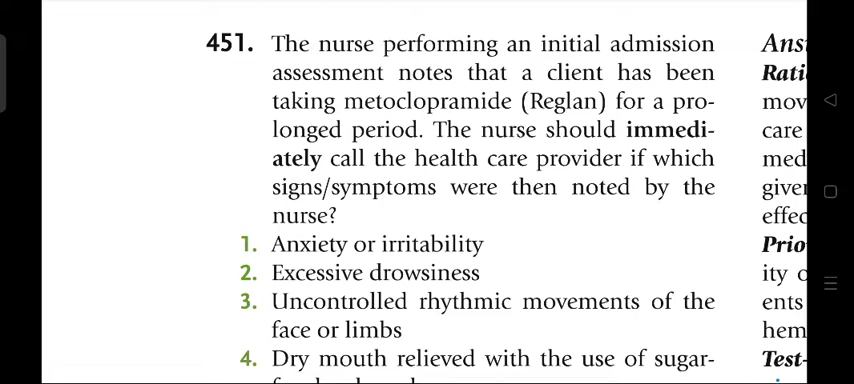 451. The nurse performing an initial admission
assessment notes that a client has been
taking metoclopramide (Reglan) for a pro-
longed period. The nurse should immedi-
ately call the health care provider if which
signs/symptoms were then noted by the
nurse?
1. Anxiety or irritability
2. Excessive drowsiness
3. Uncontrolled rhythmic movements of the
face or limbs
4. Dry mouth relieved with the use of sugar-
Ans
Rati
mov
care
med
give
effec
Prio
ity o
ents
hem
Test-